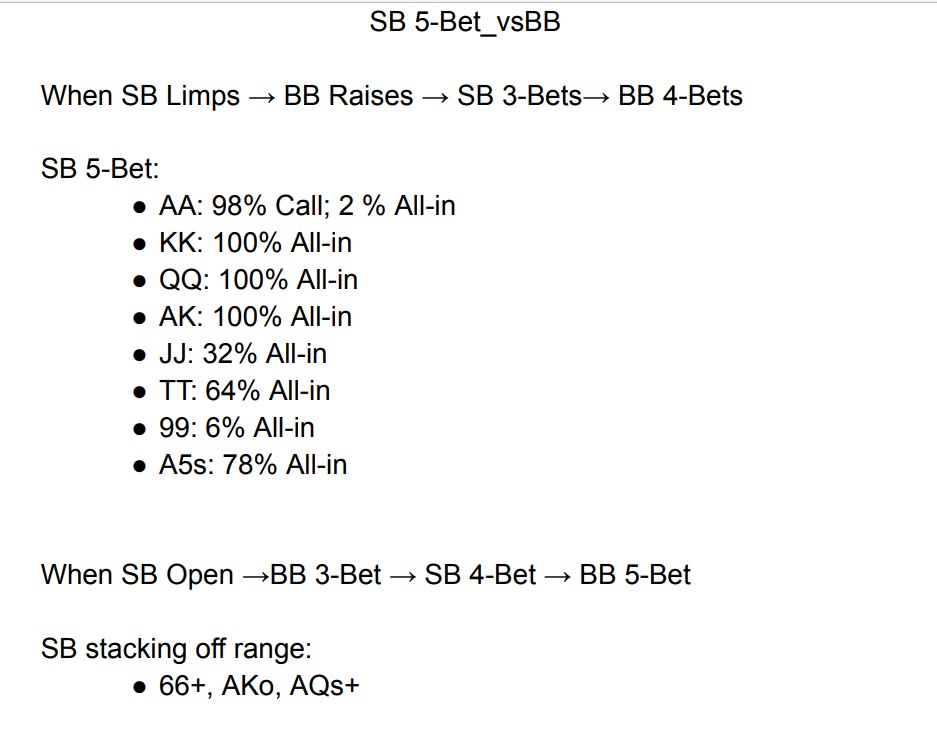 SB 5-Bet_vsBB
When SB Limps → BB Raises → SB 3-Bets→ BB 4-Bets
SB 5-Bet:
● AA: 98% Call; 2 % All-in
● KK: 100% All-in
● QQ: 100% All-in
● AK: 100% All-in
● JJ: 32% All-in
● TT: 64% All-in
● 99: 6% All-in
● A5s: 78% All-in
When SB Open →BB 3-Bet → SB 4-Bet → BB 5-Bet
SB stacking off range:
● 66+, AKo, AQs+